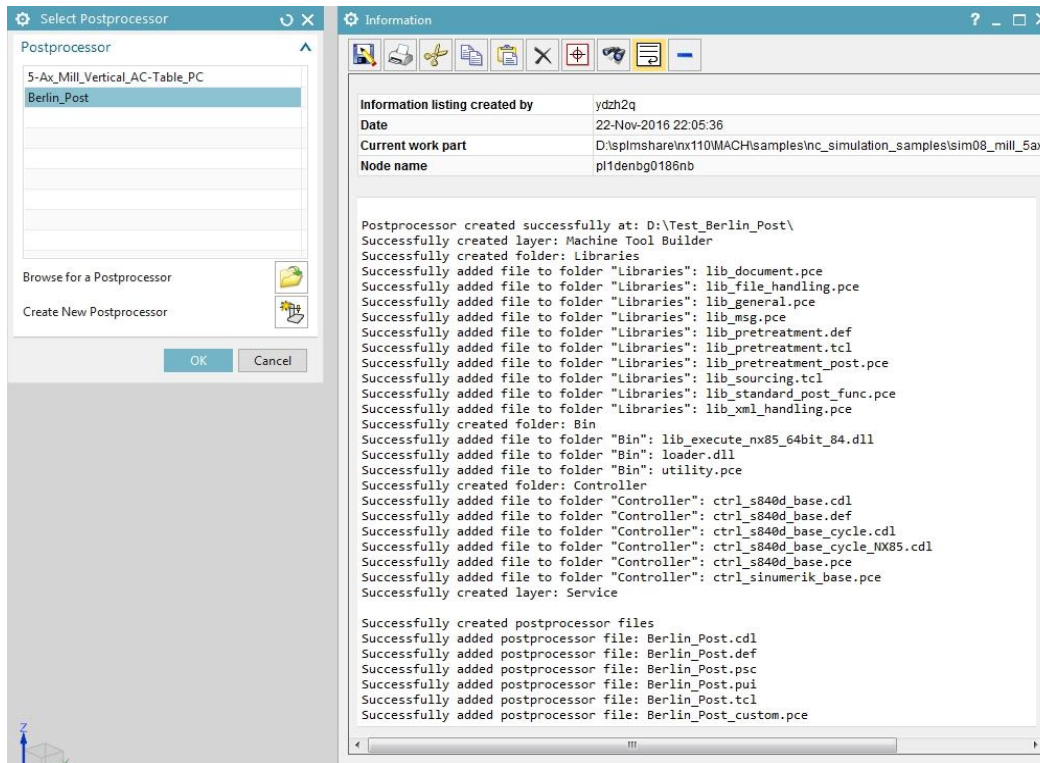 Select Postprocessor
Postprocessor
5-Ax_Mill_Vertical_AC-Table_PC
Berlin_Post
Browse for a Postprocessor
Create New Postprocessor
OK Cancel
Information
Information listing created by ydzh2q
Date 22-Nov-2016 22:05:36
Current work part D:\splmshare\nx110\MACH\samples\nc_simulation_samples\sim08_mill_5ax
Node name pl1denbg0186nb
Postprocessor created successfully at: D:\Test_Berlin_Post\
Successfully created layer: Machine Tool Builder
Successfully created folder: Libraries
Successfully added file to folder "Libraries": lib_document.pce
Successfully added file to folder "Libraries": lib_file_handling.pce
Successfully added file to folder "Libraries": lib_general.pce
Successfully added file to folder "Libraries": lib_msg.pce
Successfully added file to folder "Libraries": lib_pretreatment.def
Successfully added file to folder "Libraries": lib_pretreatment.tcl
Successfully added file to folder "Libraries": lib_pretreatment_post.pce
Successfully added file to folder "Libraries": lib_sourcing.tcl
Successfully added file to folder "Libraries": lib_standard_post_func.pce
Successfully added file to folder "Libraries": lib_xml_handling.pce
Successfully created folder: Bin
Successfully added file to folder "Bin": lib_execute_nx85_64bit_84.dll
Successfully added file to folder "Bin": loader.dll
Successfully added file to folder "Bin": utility.pce
Successfully created folder: Controller
Successfully added file to folder "Controller": ctrl_s840d_base.cdl
Successfully added file to folder "Controller": ctrl_s840d_base.def
Successfully added file to folder "Controller": ctrl_s840d_base_cycle.cdl
Successfully added file to folder "Controller": ctrl_s840d_base_cycle_NX85.cdl
Successfully added file to folder "Controller": ctrl_s840d_base.pce
Successfully added file to folder "Controller": ctrl_sinumerik_base.pce
Successfully created layer: Service
Successfully created postprocessor files
Successfully added postprocessor file: Berlin_Post.cdl
Successfully added postprocessor file: Berlin_Post.def
Successfully added postprocessor file: Berlin_Post.psc
Successfully added postprocessor file: Berlin_Post.pui
Successfully added postprocessor file: Berlin_Post.tcl
Successfully added postprocessor file: Berlin_Post_custom.pce
Z